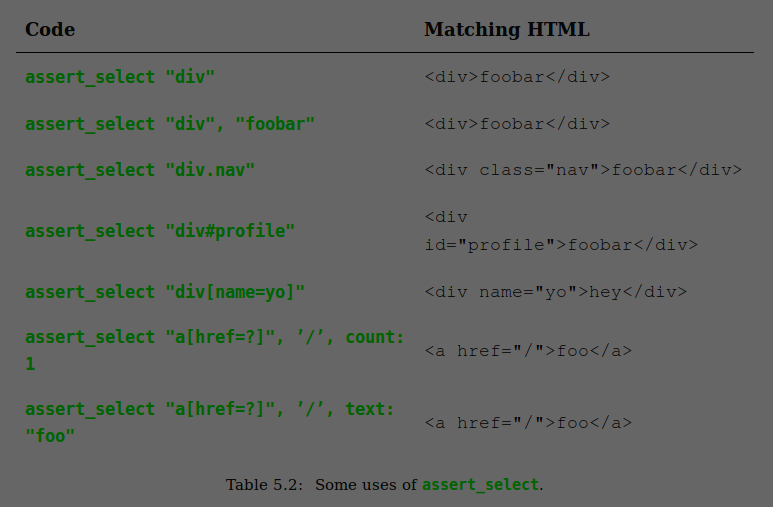 Code Matching HTML
assert_select "div" <div>foobar</div>
assert_select "div", "foobar" <div>foobar</div>
assert_select "div.nav" <div class="nav">foobar</div>
assert_select "div#profile" <div
id="profile">foobar</div>
assert_select "div[name=yo]" <div name="yo">hey</div>
assert_select "a[href=?]", ’/’, count:
1 <a href="/">foo</a>
assert_select "a[href=?]", ’/’, text:
"foo" <a href="/">foo</a>
Table 5.2: Some uses of assert_select.